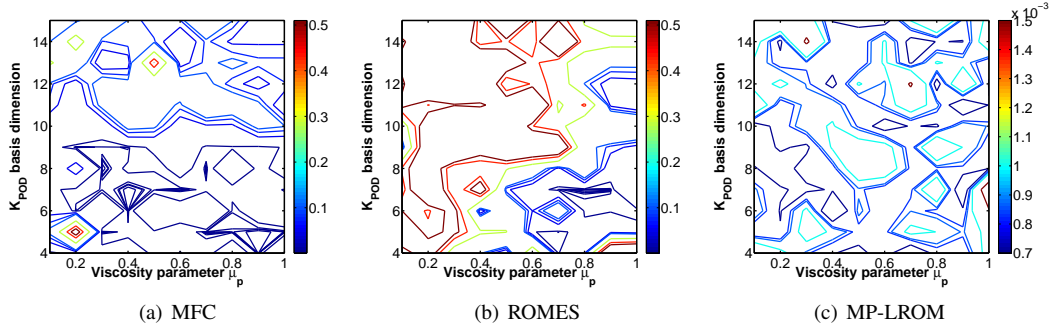 14
12
10
8
6
4
K_POD basis dimension
0.2 0.4 0.6 0.8 1
Viscosity parameter μ_p
0.5
0.4
0.3
0.2
0.1
(a) MFC
14
12
10
8
6
4
K_POD basis dimension
0.2 0.4 0.6 0.8 1
Viscosity parameter μ_p
0.5
0.4
0.3
0.2
0.1
(b) ROMES
14
12
10
8
6
4
K_POD basis dimension
0.2 0.4 0.6 0.8 1
Viscosity parameter μ_p
x 10^-3
1.5
1.4
1.3
1.2
1.1
1
0.9
0.8
0.7
(c) MP-LROM